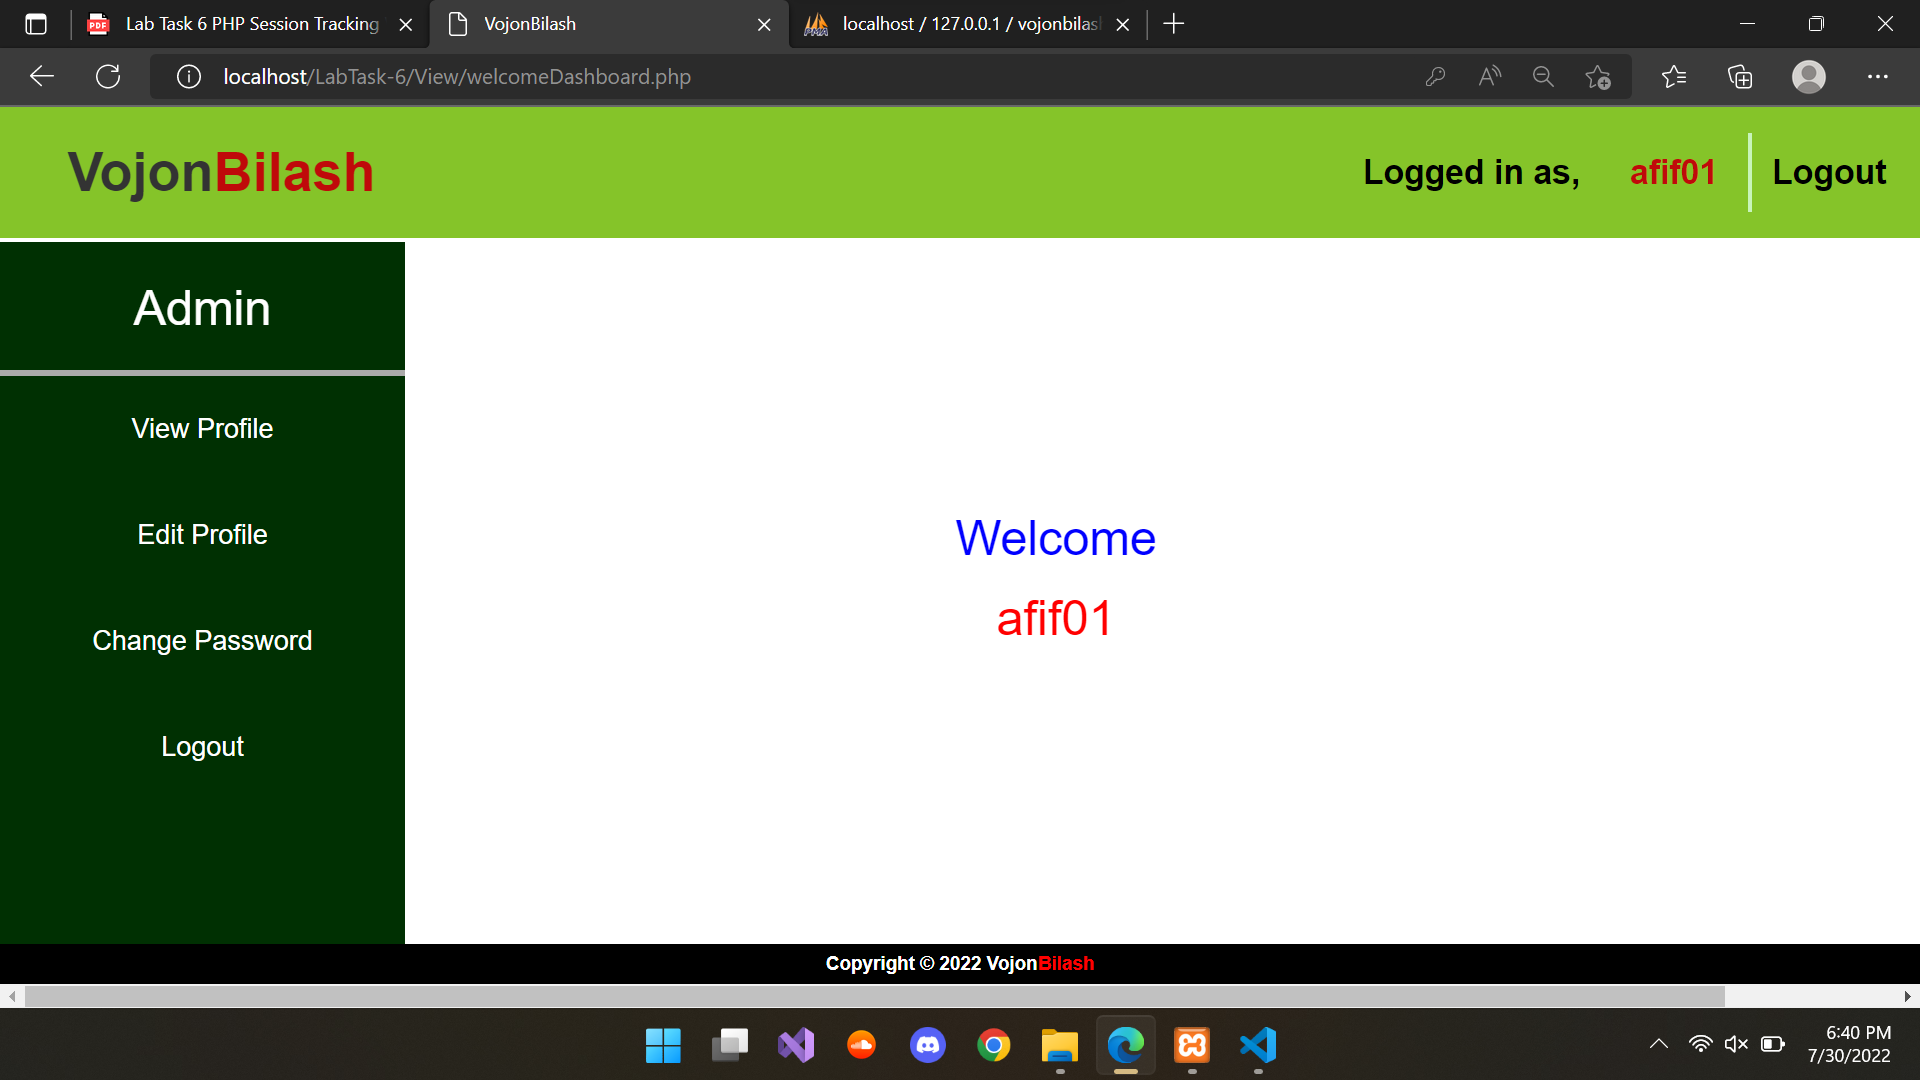 Lab Task 6 PHP Session Tracking
VojonBilash
localhost / 127.0.0.1 / vojonbilash
localhost/LabTask-6/View/welcomeDashboard.php
VojonBilash
Logged in as, afif01
Logout
Admin
View Profile
Edit Profile
Change Password
Logout
Welcome
afif01
Copyright © 2022 VojonBilash
6:40 PM
7/30/2022